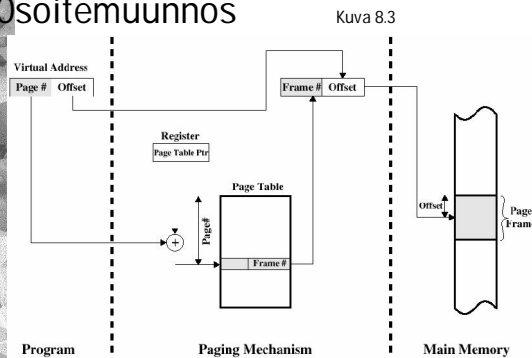 Osoitemuunnos
Kuva 8.3
Virtual Address
Page # Offset
Frame # Offset
Register
Page Table Ptr
Page Table
Page#
+
Frame #
Offset
Page
Frame
Program
Paging Mechanism
Main Memory